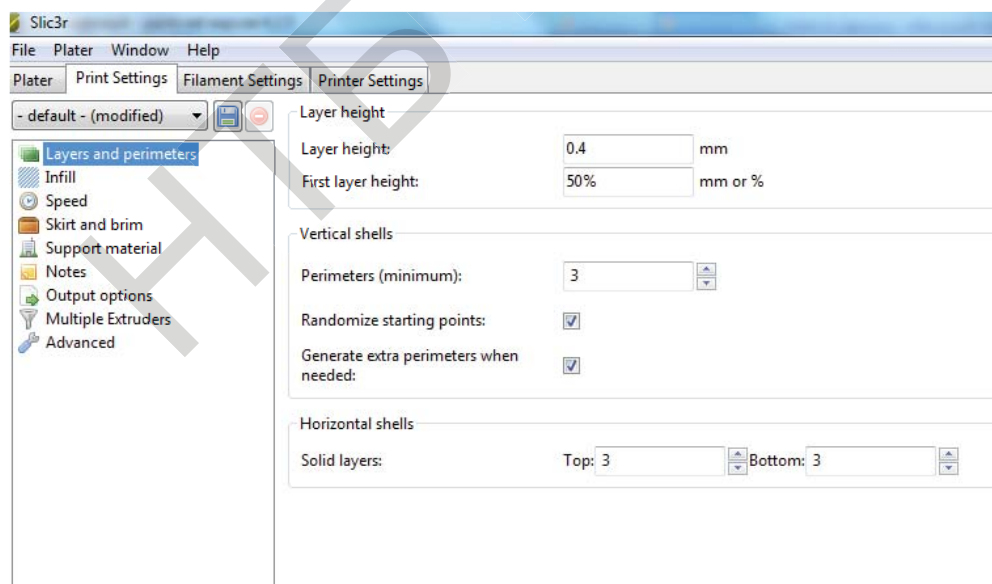 Slic3r
File Plater Window Help
Plater Print Settings Filament Settings Printer Settings
- default - (modified)
Layers and perimeters
Infill
Speed
Skirt and brim
Support material
Notes
Output options
Multiple Extruders
Advanced
Layer height
Layer height: 0.4 mm
First layer height: 50% mm or %
Vertical shells
Perimeters (minimum): 3
Randomize starting points:
Generate extra perimeters when
needed:
Horizontal shells
Solid layers: Top: 3 Bottom: 3
НТБ